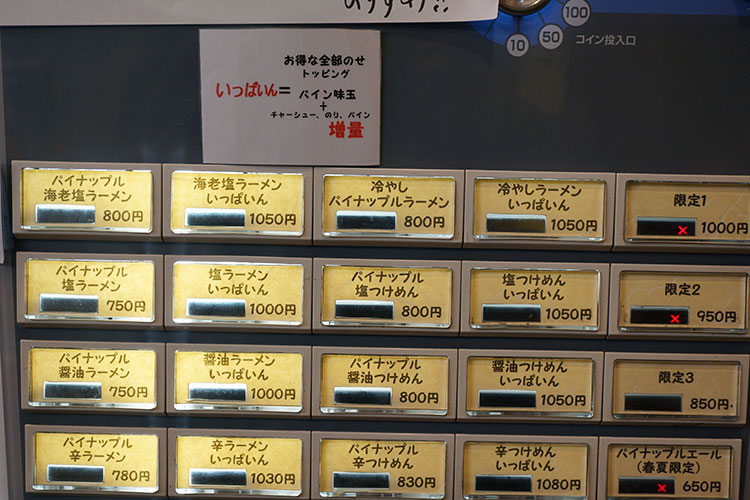 おすすめ!!
100
50
10
コイン投入口
お得な全部のせ
トッピング
いっぱいん=
パイン味玉
+
チャーシュー、のり、パイン
増量
パイナップル
海老塩ラーメン
800円
海老塩ラーメン
いっぱいん
1050円
冷やし
パイナップルラーメン
800円
冷やしラーメン
いっぱいん
1050円
限定1
×
1000円
パイナップル
塩ラーメン
750円
塩ラーメン
いっぱいん
1000円
パイナップル
塩つけめん
800円
塩つけめん
いっぱいん
1050円
限定2
×
950円
パイナップル
醤油ラーメン
750円
醤油ラーメン
いっぱいん
1000円
パイナップル
醤油つけめん
800円
醤油つけめん
いっぱいん
1050円
限定3
850円
パイナップル
辛ラーメン
780円
辛ラーメン
いっぱいん
1030円
パイナップル
辛つけめん
830円
辛つけめん
いっぱいん
1080円
パイナップルエール
(春夏限定)
×
650円